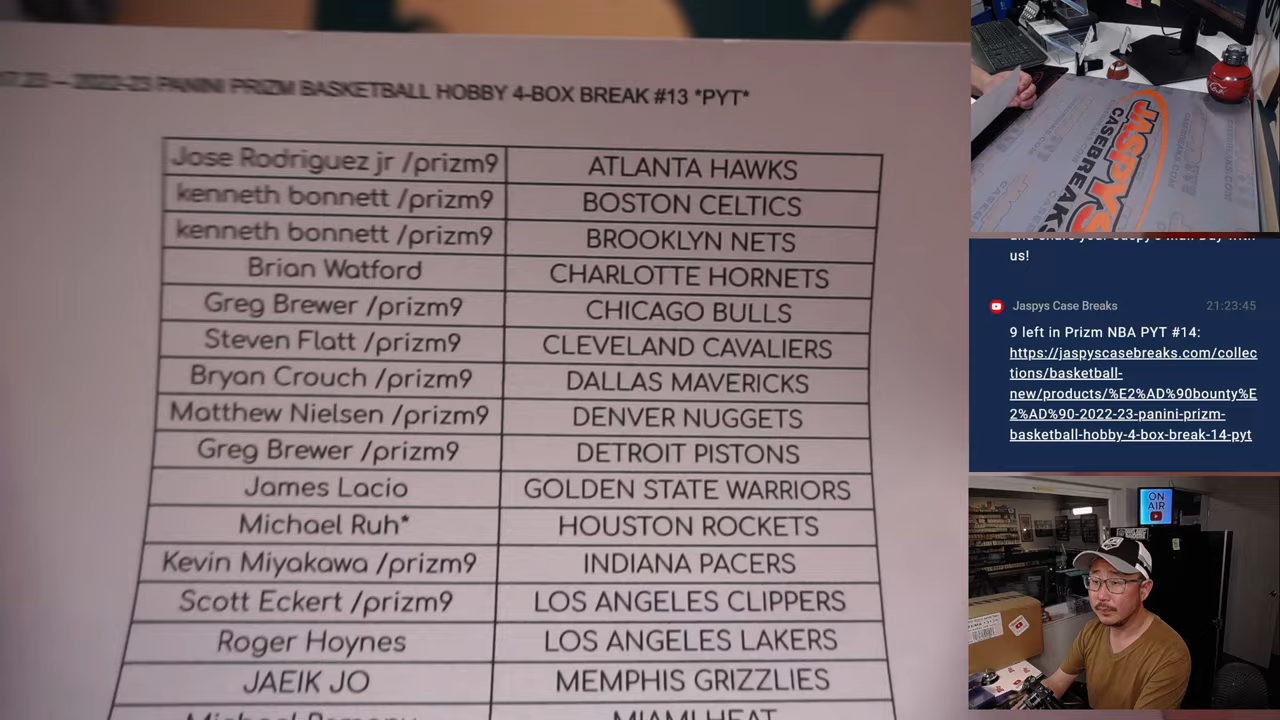 2022-23 PANINI PRIZM BASKETBALL HOBBY 4-BOX BREAK #13 *PYT*
Jose Rodriguez jr /prizm9 ATLANTA HAWKS
kenneth bonnett /prizm9 BOSTON CELTICS
kenneth bonnett /prizm9 BROOKLYN NETS
Brian Watford CHARLOTTE HORNETS
Greg Brewer /prizm9 CHICAGO BULLS
Steven Flatt /prizm9 CLEVELAND CAVALIERS
Bryan Crouch /prizm9 DALLAS MAVERICKS
Matthew Nielsen /prizm9 DENVER NUGGETS
Greg Brewer /prizm9 DETROIT PISTONS
James Lacio GOLDEN STATE WARRIORS
Michael Ruh* HOUSTON ROCKETS
Kevin Miyakawa /prizm9 INDIANA PACERS
Scott Eckert /prizm9 LOS ANGELES CLIPPERS
Roger Hoynes LOS ANGELES LAKERS
JAEIK JO MEMPHIS GRIZZLIES
MIAMI HEAT
JASPYS
CASEBREAKS
us!
Jaspys Case Breaks 21:23:45
9 left in Prizm NBA PYT #14:
https://jaspyscasebreaks.com/collec
tions/basketball-
new/products/%E2%AD%90bounty%E
2%AD%90-2022-23-panini-prizm-
basketball-hobby-4-box-break-14-pyt
ON
AIR